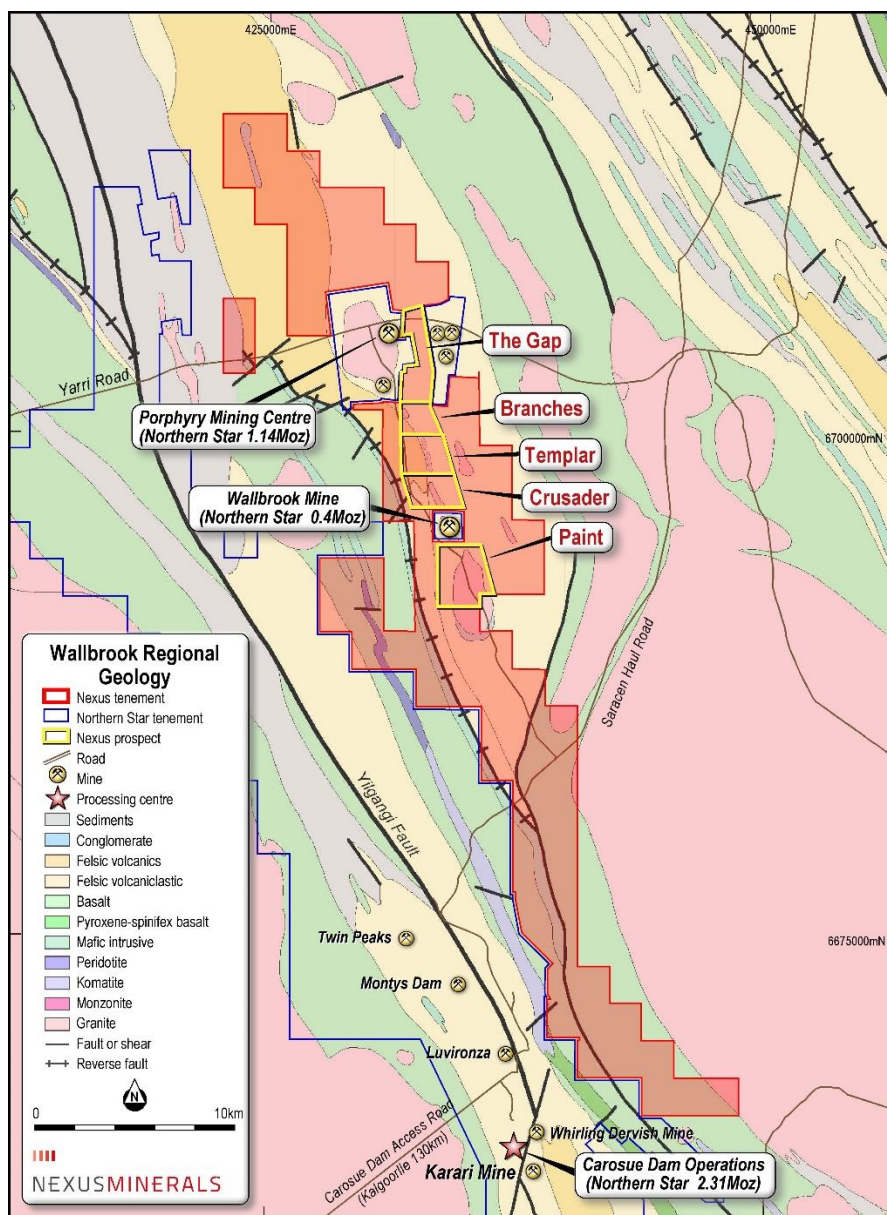 425000mE
450000mE
The Gap
Yarri Road
Branches
Porphyry Mining Centre
(Northern Star 1.14Moz)
6700000mN
Templar
Wallbrook Mine
(Northern Star 0.4Moz)
Crusader
Paint
Saracen Haul Road
Wallbrook Regional
Geology
Nexus tenement
Northern Star tenement
Nexus prospect
Road
Mine
Processing centre
Sediments
Conglomerate
Felsic volcanics
Felsic volcaniclastic
Basalt
Pyroxene-spinifex basalt
Mafic intrusive
Peridotite
Komatite
Monzonite
Granite
Fault or shear
Reverse fault
N
0
10km
NEXUSMINERALS
Yilgangi Fault
Twin Peaks
6675000mN
Montys Dam
Luvironza
Carosue Dam Access Road
(Kalgoorlie 130km)
Whirling Dervish Mine
Karari Mine
Carosue Dam Operations
(Northern Star 2.31Moz)